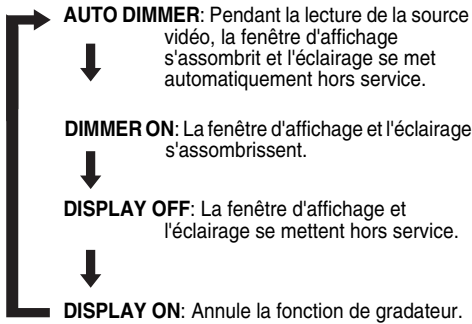 AUTO DIMMER: Pendant la lecture de la source
vidéo, la fenêtre d'affichage
s'assombrit et l'éclairage se met
automatiquement hors service.
DIMMER ON: La fenêtre d'affichage et l'éclairage
s'assombrissent.
DISPLAY OFF: La fenêtre d'affichage et
l'éclairage se mettent hors service.
DISPLAY ON: Annule la fonction de gradateur.